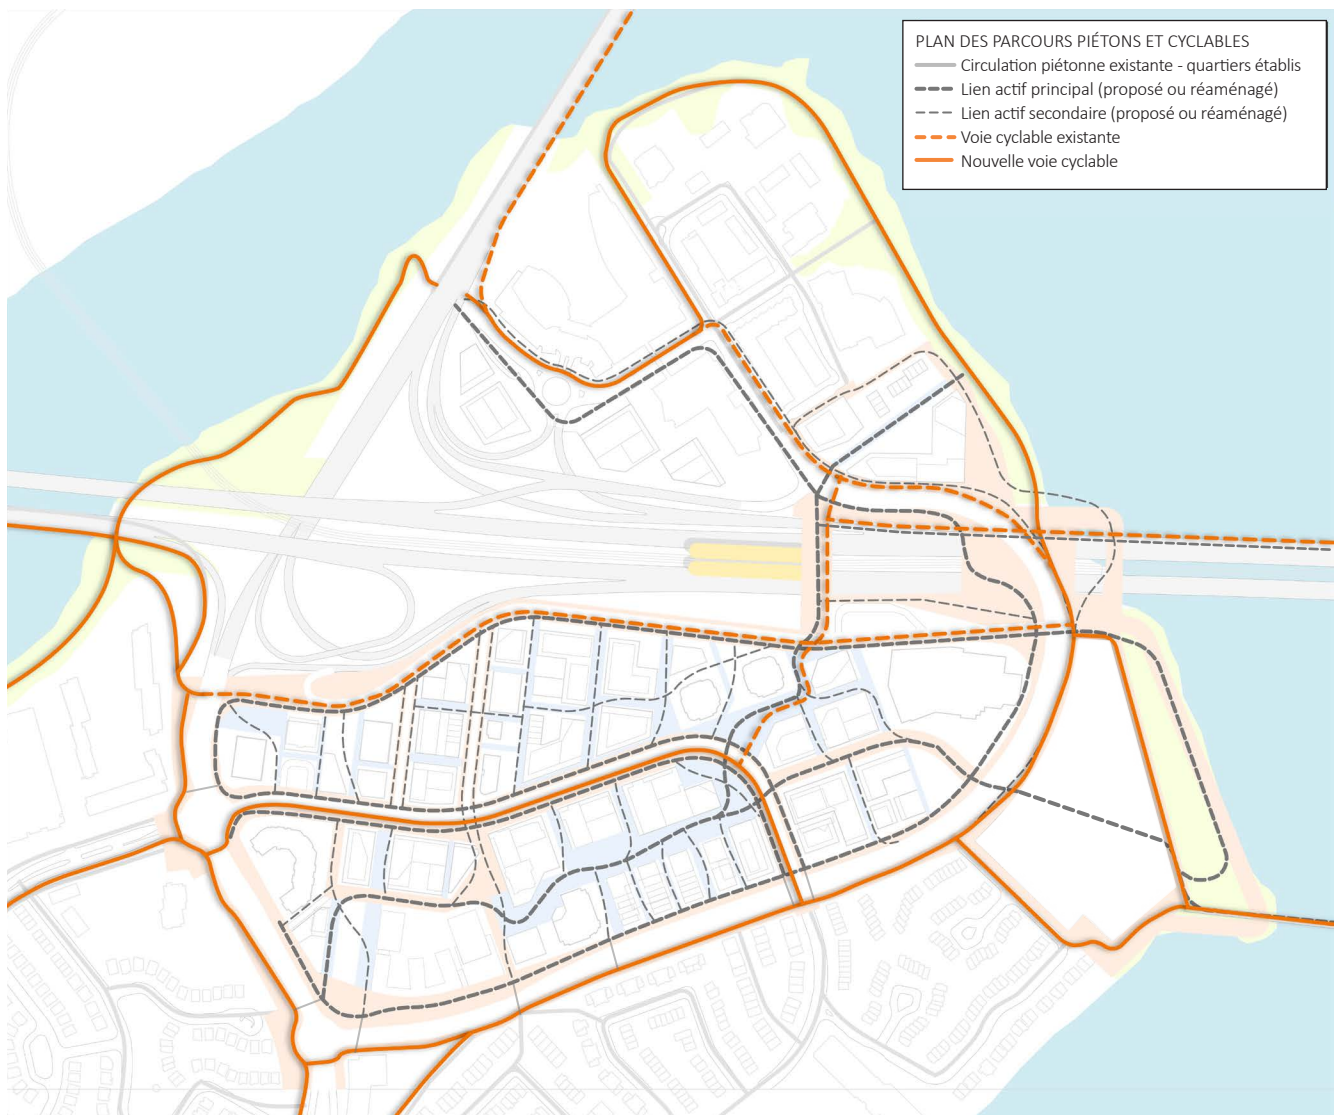 PLAN DES PARCOURS PIÉTONS ET CYCLABLES
Circulation piétonne existante - quartiers établis
Lien actif principal (proposé ou réaménagé)
Lien actif secondaire (proposé ou réaménagé)
Voie cyclable existante
Nouvelle voie cyclable